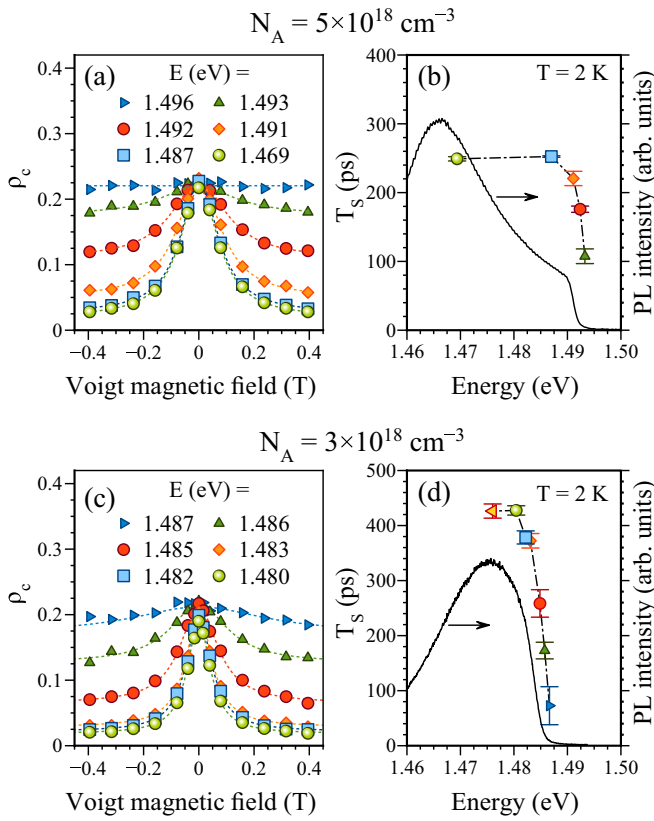 N_A = 5×10^18 cm^−3
(a) E (eV) =
1.496 1.493
1.492 1.491
1.487 1.469
ρ_c
0.4
0.3
0.2
0.1
0
−0.4 −0.2 0 0.2 0.4
Voigt magnetic field (T)
(b) T = 2 K
T_S (ps)
400
300
200
100
0
PL intensity (arb. units)
1.46 1.47 1.48 1.49 1.50
Energy (eV)
N_A = 3×10^18 cm^−3
(c) E (eV) =
1.487 1.486
1.485 1.483
1.482 1.480
ρ_c
0.4
0.3
0.2
0.1
0
−0.4 −0.2 0 0.2 0.4
Voigt magnetic field (T)
(d) T = 2 K
T_S (ps)
500
400
300
200
100
0
PL intensity (arb. units)
1.46 1.47 1.48 1.49 1.50
Energy (eV)